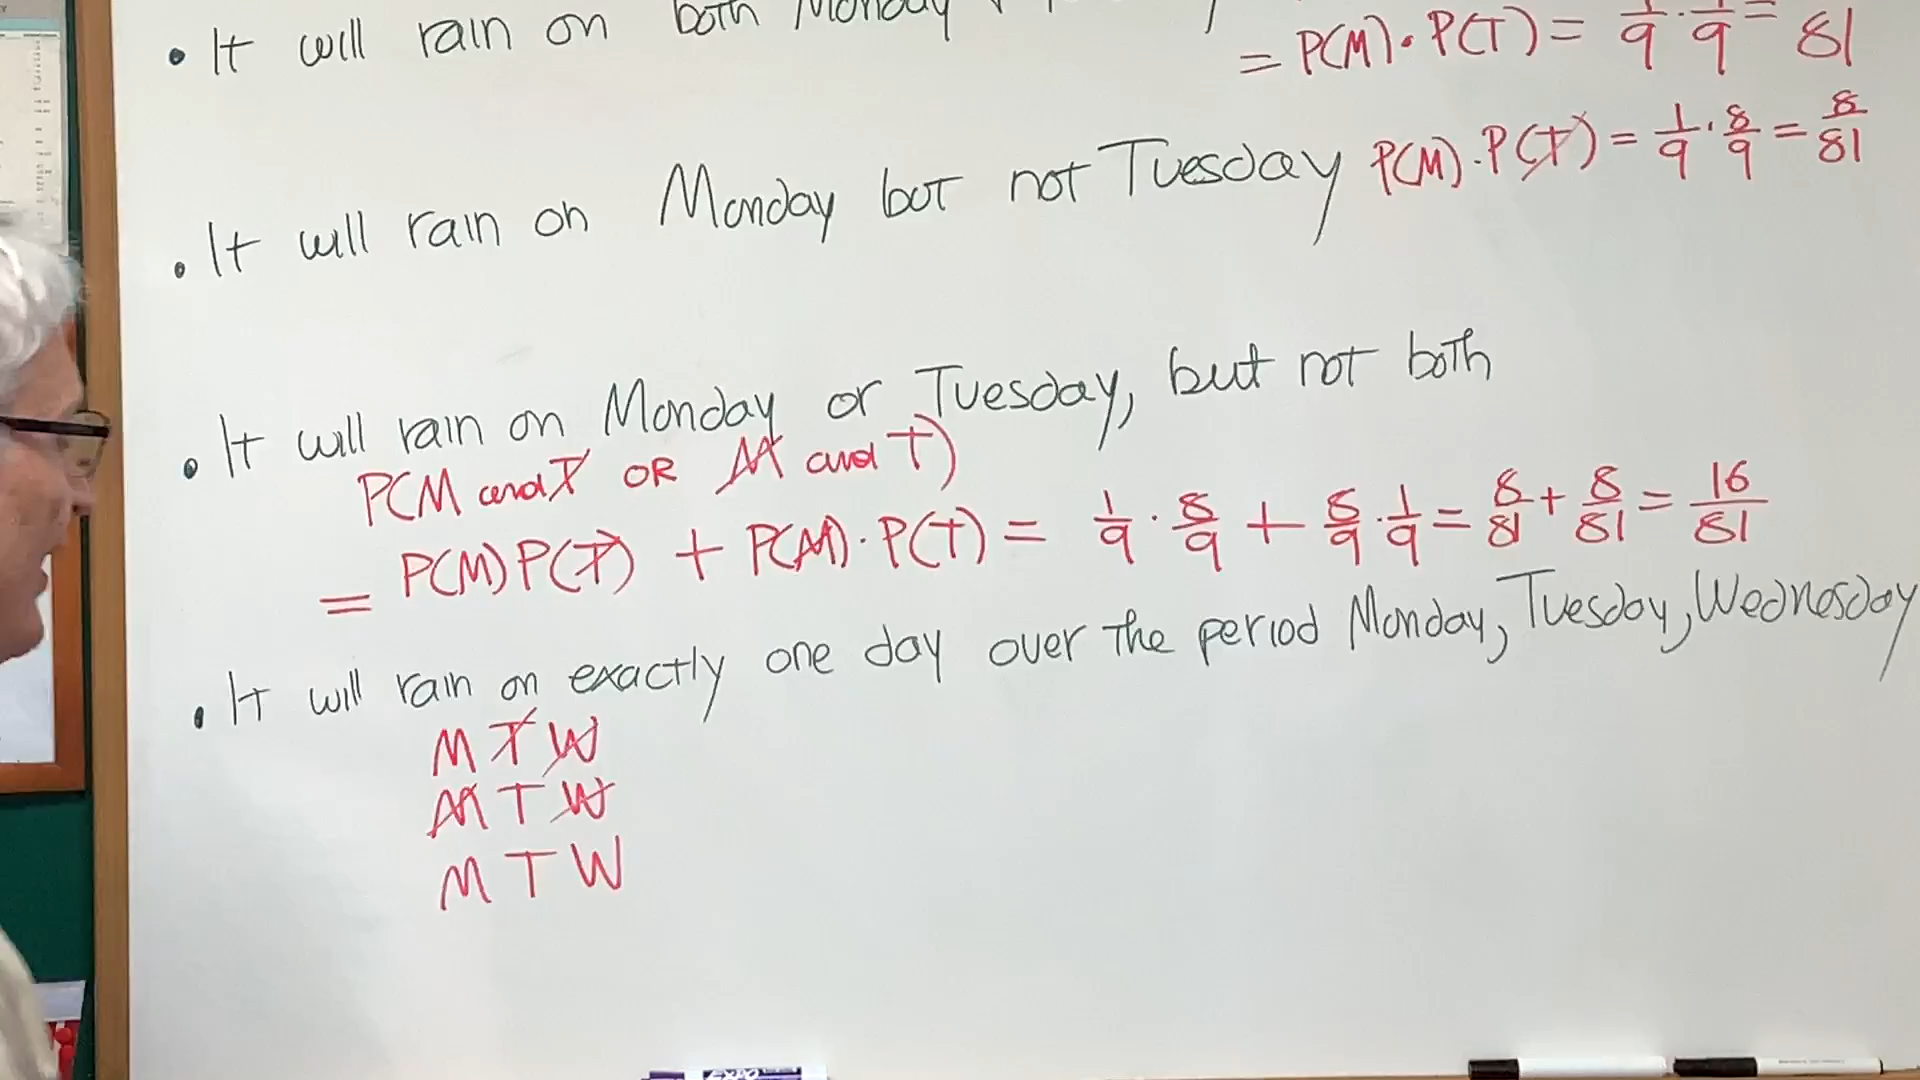 • It will rain on both Monday
= P(M) · P(T) = 1/9 · 1/9 = 1/81
• It will rain on Monday but not Tuesday P(M) · P(T̸) = 1/9 · 8/9 = 8/81
• It will rain on Monday or Tuesday, but not both
P(M and T̸ OR M̸ and T)
= P(M) P(T̸) + P(M̸) · P(T) = 1/9 · 8/9 + 8/9 · 1/9 = 8/81 + 8/81 = 16/81
• It will rain on exactly one day over the period Monday, Tuesday, Wednesday
M T̸ W̸
M̸ T W̸
M T W
EXPO